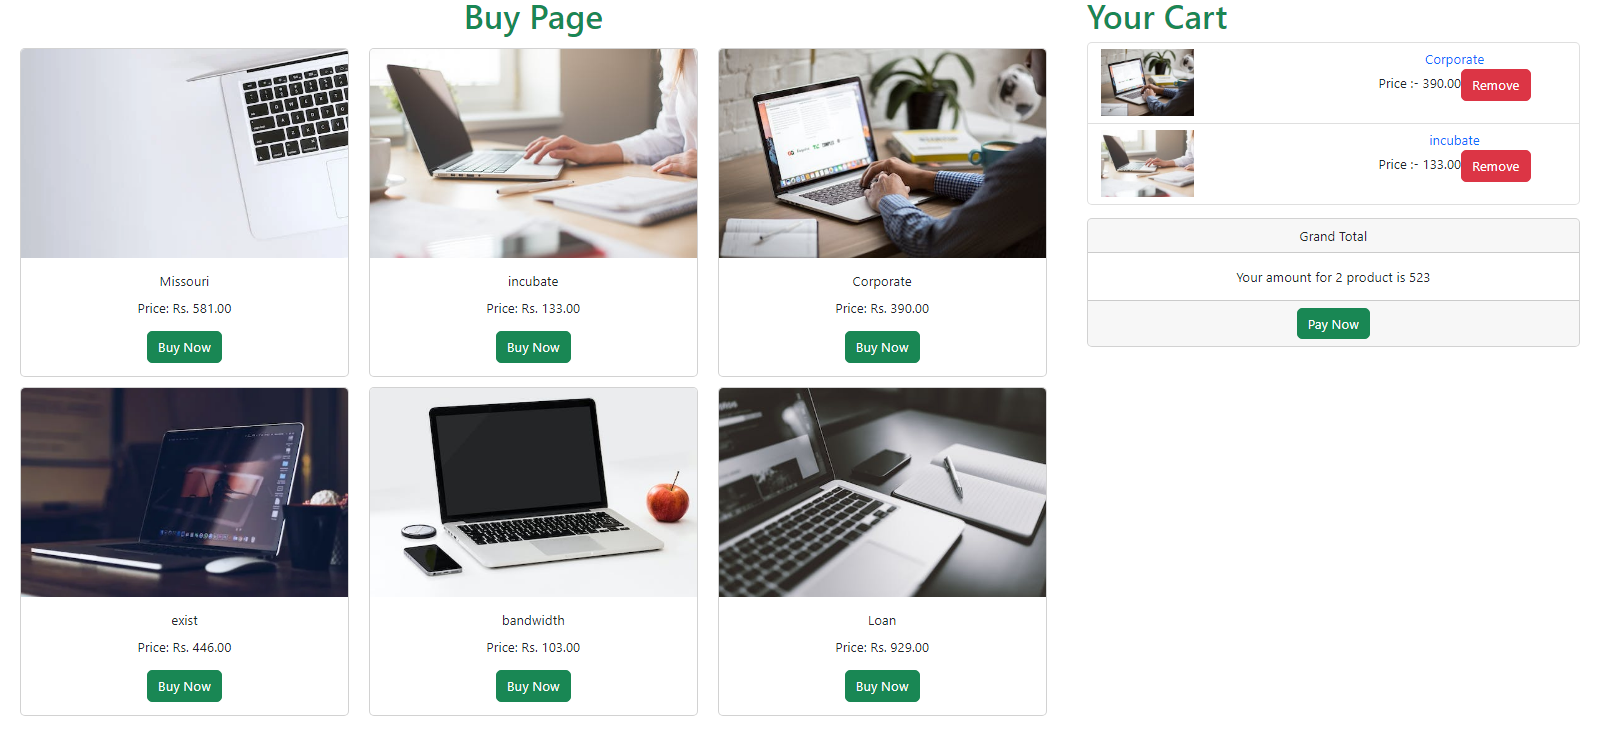 Buy Page
Missouri
Price: Rs. 581.00
Buy Now
incubate
Price: Rs. 133.00
Buy Now
Corporate
Price: Rs. 390.00
Buy Now
exist
Price: Rs. 446.00
Buy Now
bandwidth
Price: Rs. 103.00
Buy Now
Loan
Price: Rs. 929.00
Buy Now
Your Cart
Corporate
Price :- 390.00 Remove
incubate
Price :- 133.00 Remove
Grand Total
Your amount for 2 product is 523
Pay Now